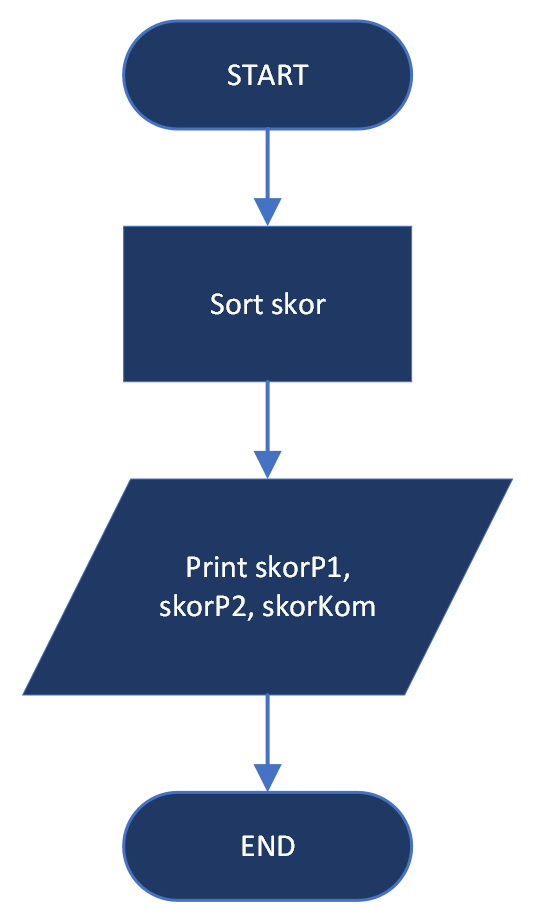 START
Sort skor
Print skorP1,
skorP2, skorKom
END